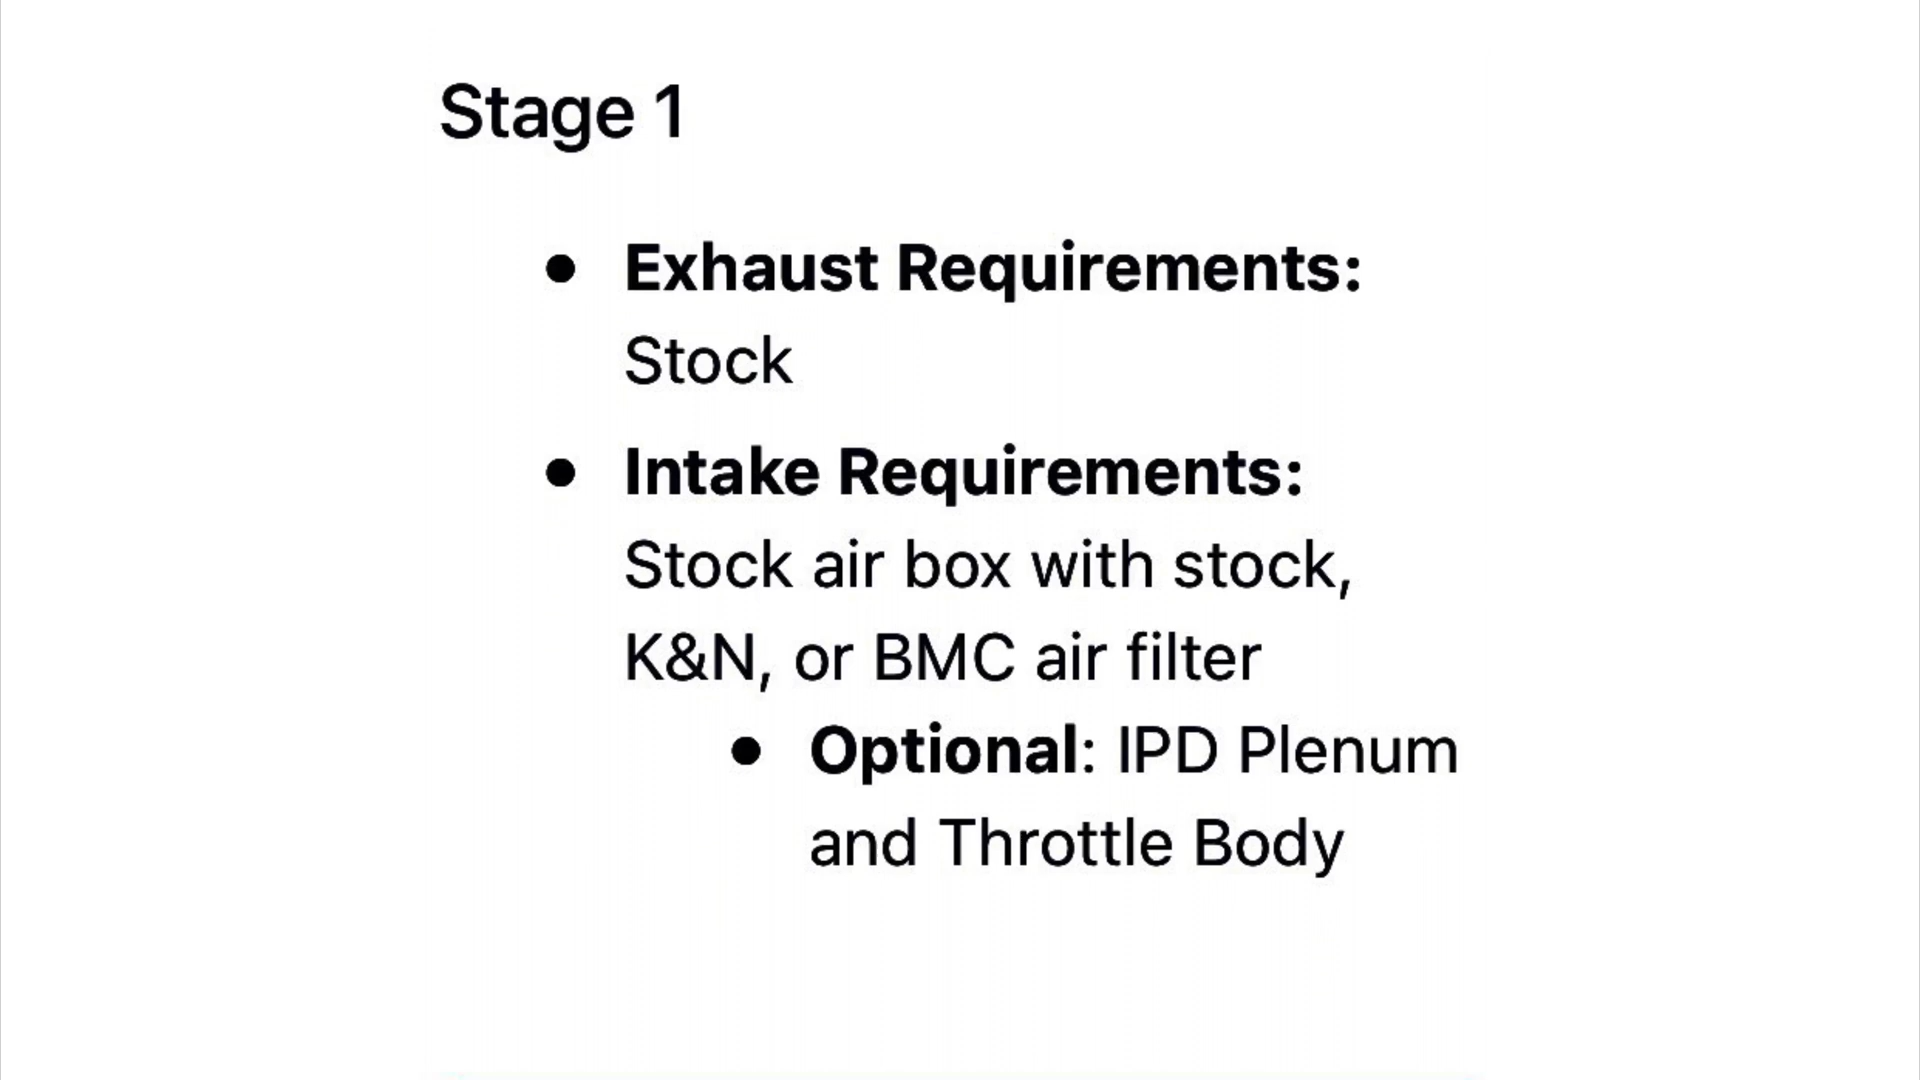 Stage 1
• Exhaust Requirements:
Stock
• Intake Requirements:
Stock air box with stock,
K&N, or BMC air filter
• Optional: IPD Plenum
and Throttle Body